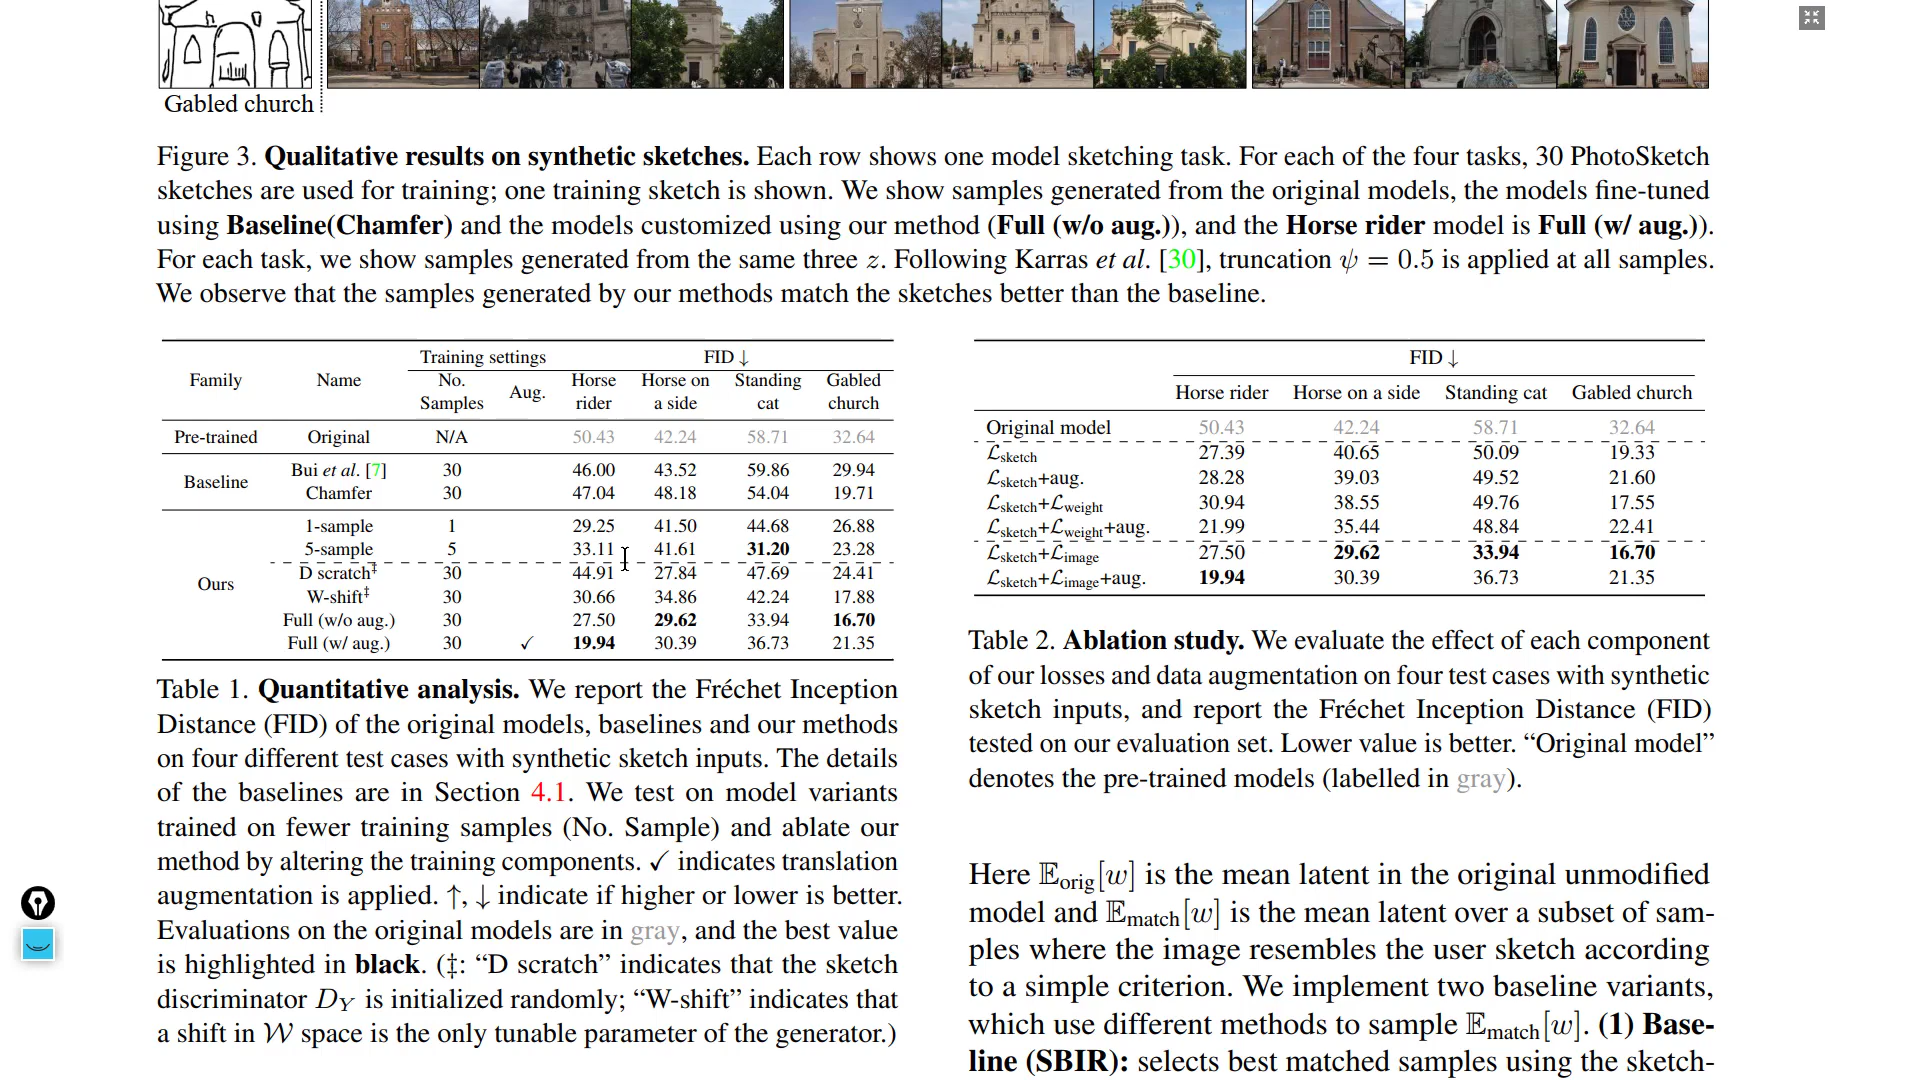 Gabled church
Figure 3. Qualitative results on synthetic sketches. Each row shows one model sketching task. For each of the four tasks, 30 PhotoSketch
sketches are used for training; one training sketch is shown. We show samples generated from the original models, the models fine-tuned
using Baseline(Chamfer) and the models customized using our method (Full (w/o aug.)), and the Horse rider model is Full (w/ aug.)).
For each task, we show samples generated from the same three z. Following Karras et al. [30], truncation ψ = 0.5 is applied at all samples.
We observe that the samples generated by our methods match the sketches better than the baseline.
Training settings FID ↓
Family Name No. Samples Aug. Horse rider Horse on a side Standing cat Gabled church
Pre-trained Original N/A 50.43 42.24 58.71 32.64
Baseline Bui et al. [7] 30 46.00 43.52 59.86 29.94
Chamfer 30 47.04 48.18 54.04 19.71
Ours 1-sample 1 29.25 41.50 44.68 26.88
5-sample 5 33.11 41.61 31.20 23.28
D scratch‡ 30 44.91 27.84 47.69 24.41
W-shift‡ 30 30.66 34.86 42.24 17.88
Full (w/o aug.) 30 27.50 29.62 33.94 16.70
Full (w/ aug.) 30 ✓ 19.94 30.39 36.73 21.35
Table 1. Quantitative analysis. We report the Fréchet Inception
Distance (FID) of the original models, baselines and our methods
on four different test cases with synthetic sketch inputs. The details
of the baselines are in Section 4.1. We test on model variants
trained on fewer training samples (No. Sample) and ablate our
method by altering the training components. ✓ indicates translation
augmentation is applied. ↑, ↓ indicate if higher or lower is better.
Evaluations on the original models are in gray, and the best value
is highlighted in black. (‡: “D scratch” indicates that the sketch
discriminator D_Y is initialized randomly; “W-shift” indicates that
a shift in 𝒲 space is the only tunable parameter of the generator.)
FID ↓
Horse rider Horse on a side Standing cat Gabled church
Original model 50.43 42.24 58.71 32.64
ℒsketch 27.39 40.65 50.09 19.33
ℒsketch+aug. 28.28 39.03 49.52 21.60
ℒsketch+ℒweight 30.94 38.55 49.76 17.55
ℒsketch+ℒweight+aug. 21.99 35.44 48.84 22.41
ℒsketch+ℒimage 27.50 29.62 33.94 16.70
ℒsketch+ℒimage+aug. 19.94 30.39 36.73 21.35
Table 2. Ablation study. We evaluate the effect of each component
of our losses and data augmentation on four test cases with synthetic
sketch inputs, and report the Fréchet Inception Distance (FID)
tested on our evaluation set. Lower value is better. “Original model”
denotes the pre-trained models (labelled in gray).
Here 𝔼orig[w] is the mean latent in the original unmodified
model and 𝔼match[w] is the mean latent over a subset of sam-
ples where the image resembles the user sketch according
to a simple criterion. We implement two baseline variants,
which use different methods to sample 𝔼match[w]. (1) Base-
line (SBIR): selects best matched samples using the sketch-